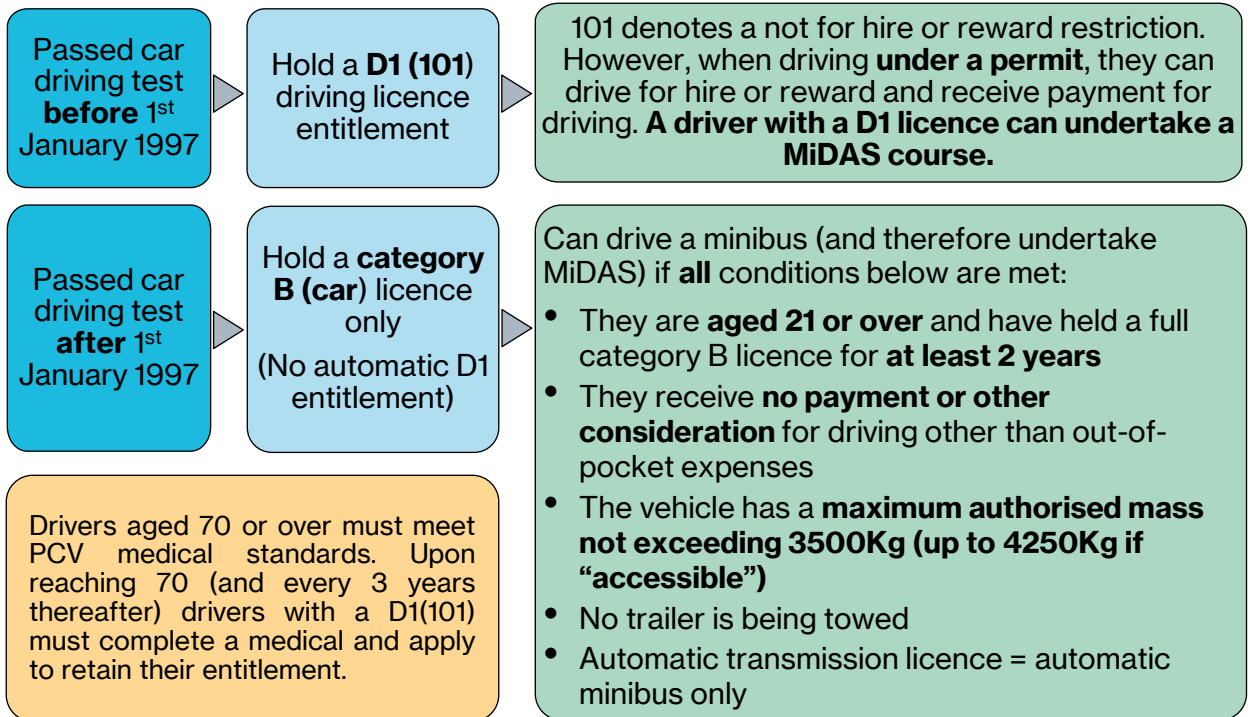 Passed car
driving test
before 1st
January 1997
Hold a D1 (101)
driving licence
entitlement
101 denotes a not for hire or reward restriction.
However, when driving under a permit, they can
drive for hire or reward and receive payment for
driving. A driver with a D1 licence can undertake a
MiDAS course.
Passed car
driving test
after 1st
January 1997
Hold a category
B (car) licence
only
(No automatic D1
entitlement)
Can drive a minibus (and therefore undertake
MiDAS) if all conditions below are met:
• They are aged 21 or over and have held a full
category B licence for at least 2 years
• They receive no payment or other
consideration for driving other than out-of-
pocket expenses
• The vehicle has a maximum authorised mass
not exceeding 3500Kg (up to 4250Kg if
“accessible”)
• No trailer is being towed
• Automatic transmission licence = automatic
minibus only
Drivers aged 70 or over must meet
PCV medical standards. Upon
reaching 70 (and every 3 years
thereafter) drivers with a D1(101)
must complete a medical and apply
to retain their entitlement.